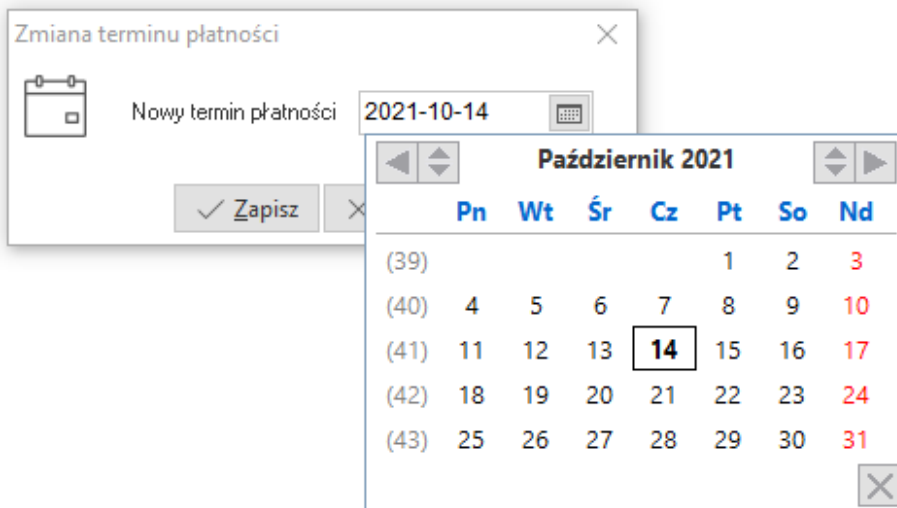 Zmiana terminu płatności
Nowy termin płatności 2021-10-14
Zapisz
Październik 2021
Pn Wt Śr Cz Pt So Nd
(39) 1 2 3
(40) 4 5 6 7 8 9 10
(41) 11 12 13 14 15 16 17
(42) 18 19 20 21 22 23 24
(43) 25 26 27 28 29 30 31